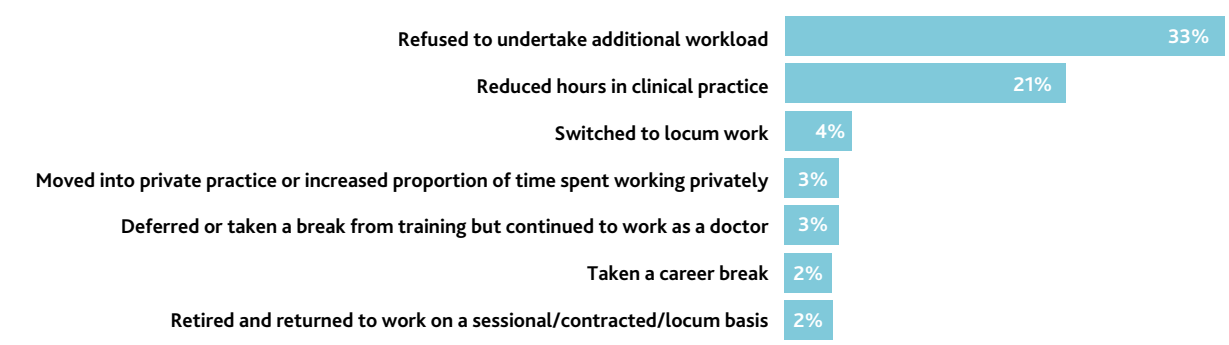 Refused to undertake additional workload 33%
Reduced hours in clinical practice 21%
Switched to locum work 4%
Moved into private practice or increased proportion of time spent working privately 3%
Deferred or taken a break from training but continued to work as a doctor 3%
Taken a career break 2%
Retired and returned to work on a sessional/contracted/locum basis 2%